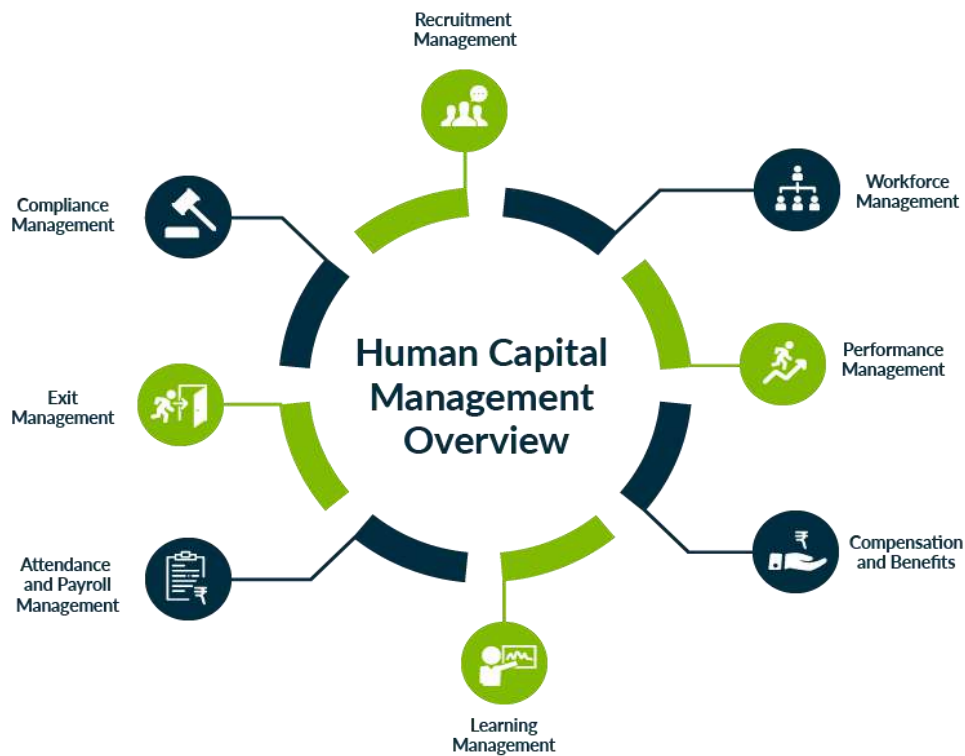 Recruitment
Management
Workforce
Management
Performance
Management
Compensation
and Benefits
₹
Learning
Management
Attendance
and Payroll
Management
₹
Exit
Management
Compliance
Management
Human Capital
Management
Overview